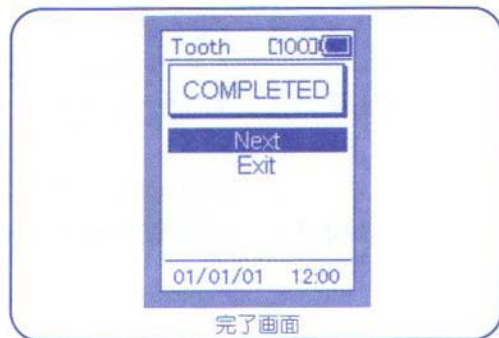 Tooth [100]
COMPLETED
Next
Exit
01/01/01 12:00
完了画面